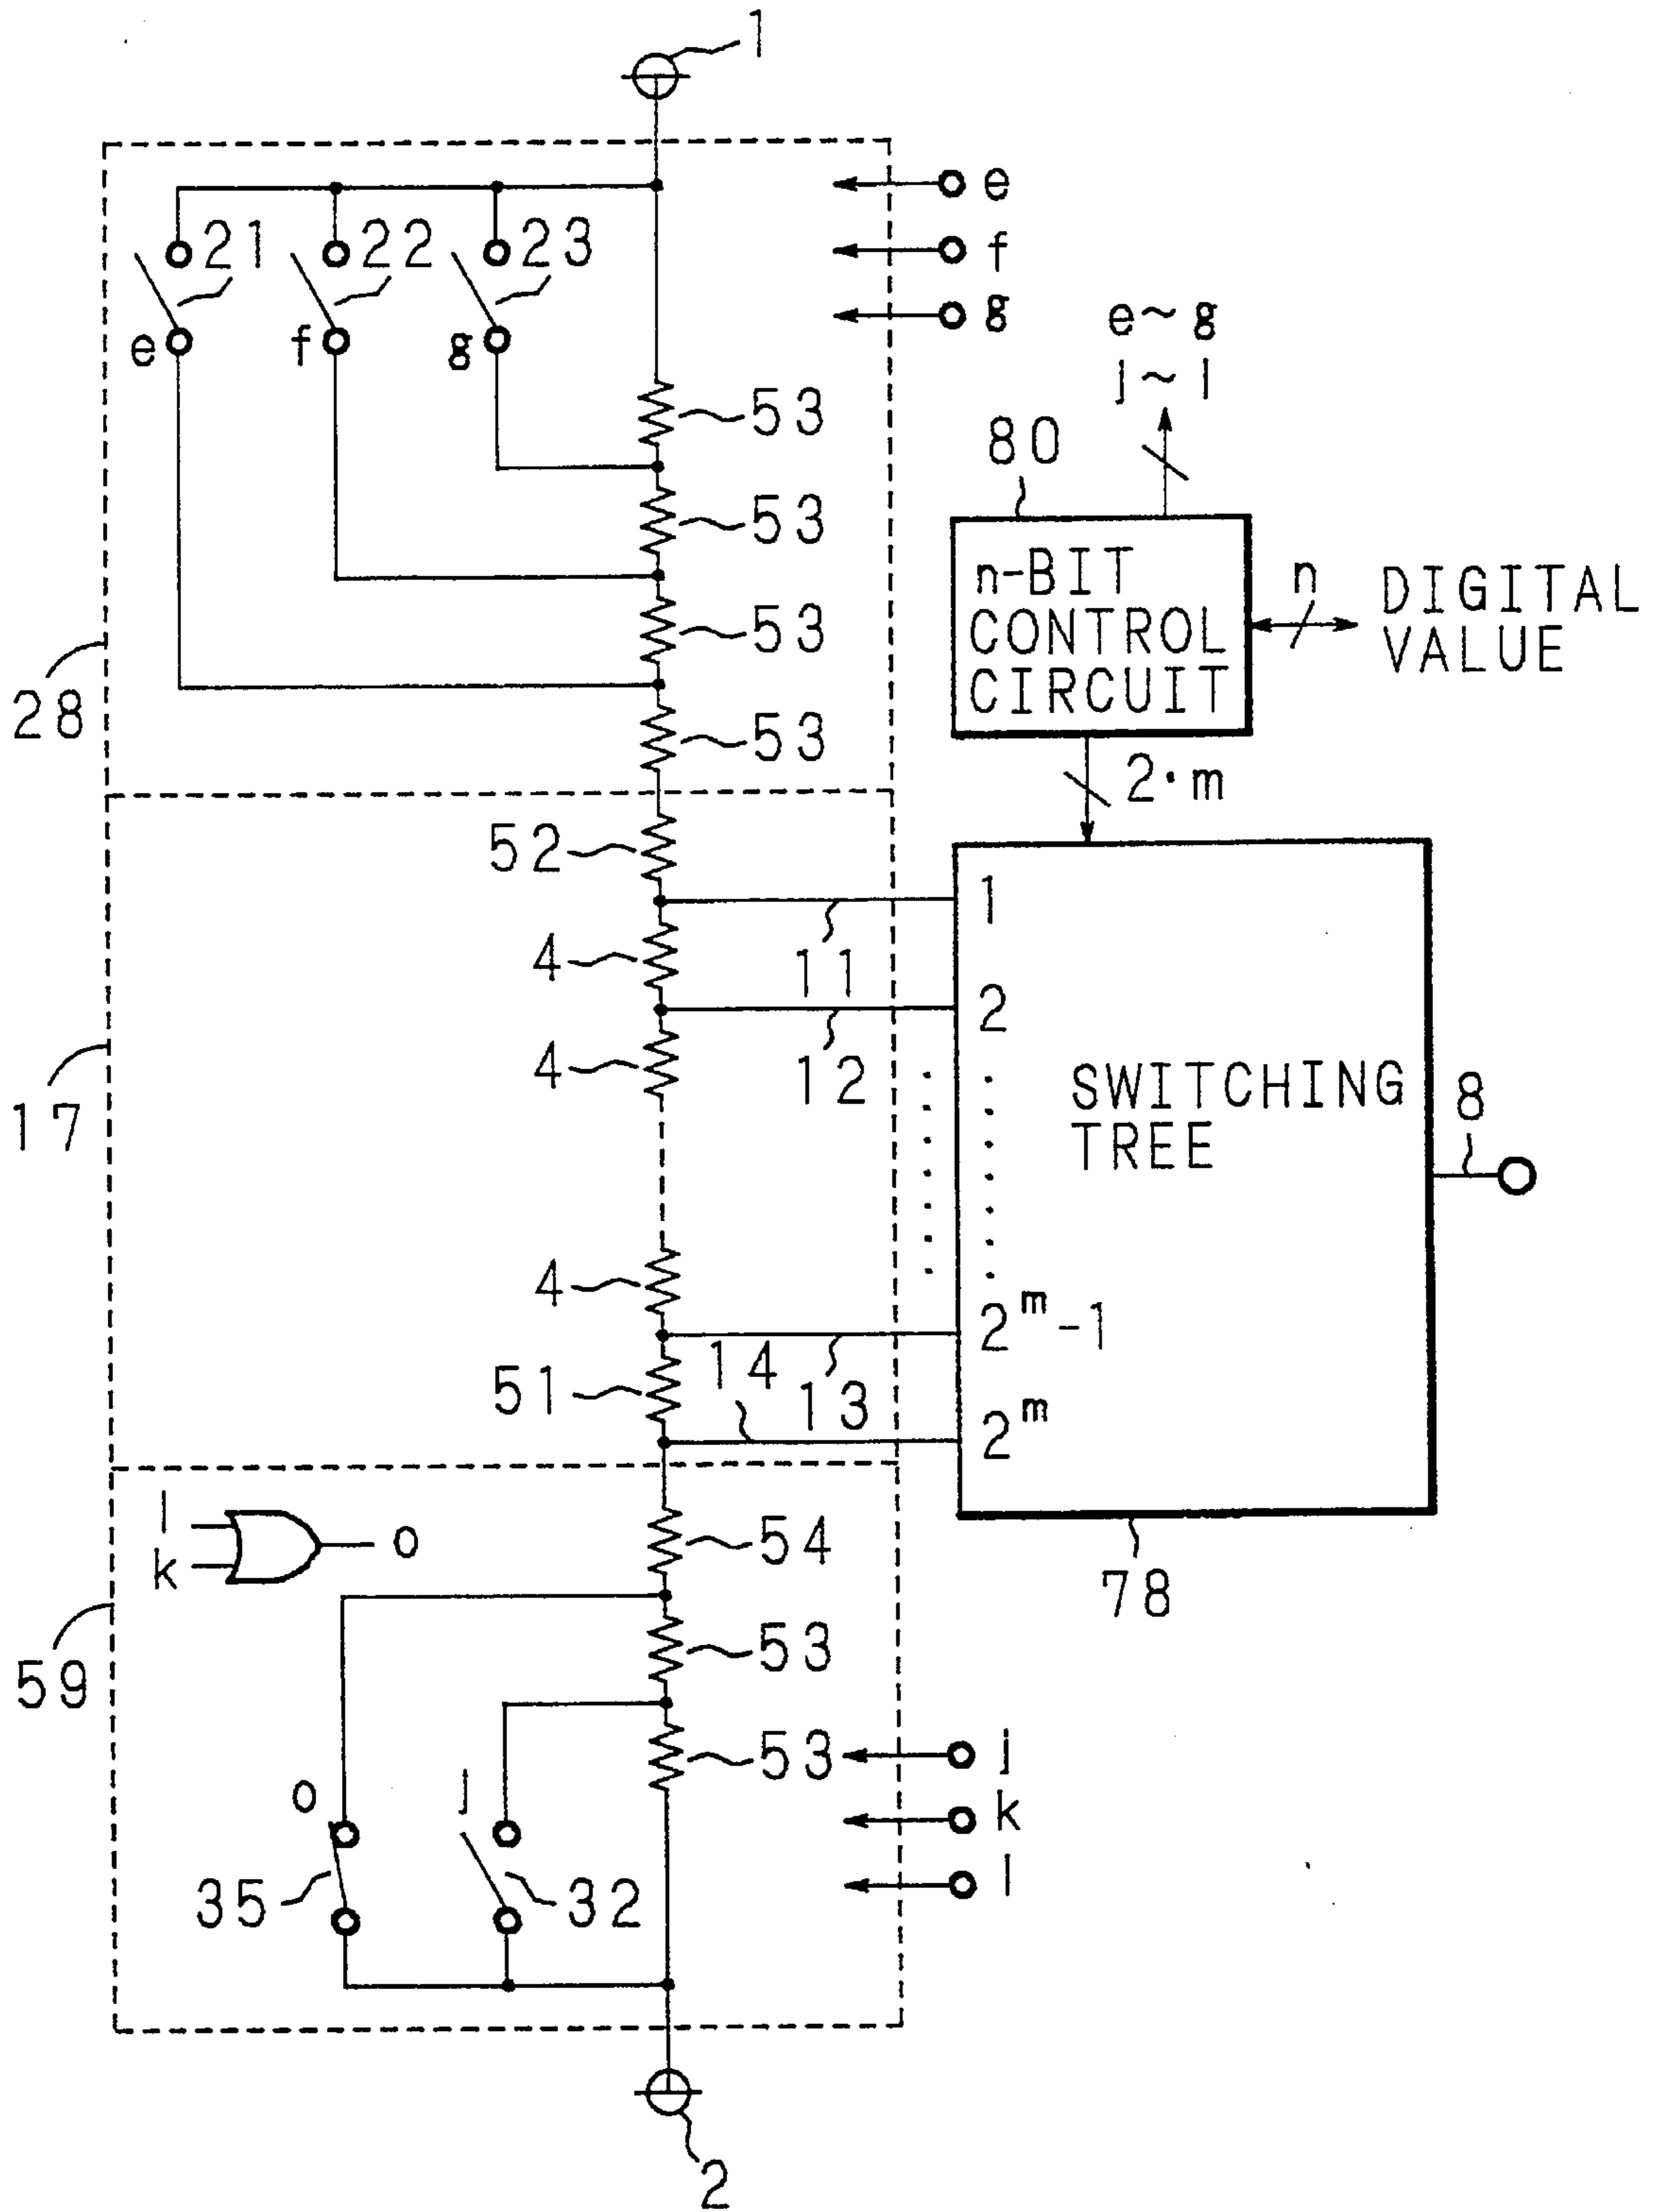 1
e
21
22
23
f
e
f
g
g
e~g
j~l
53
80
53
n-BIT
CONTROL
CIRCUIT
n
DIGITAL
VALUE
53
28
53
2·m
52
1
4
11
2
4
12
17
SWITCHING
TREE
8
4
2^m-1
14
51
13
2^m
l
k
o
54
78
59
53
53
j
o
j
k
35
32
l
2